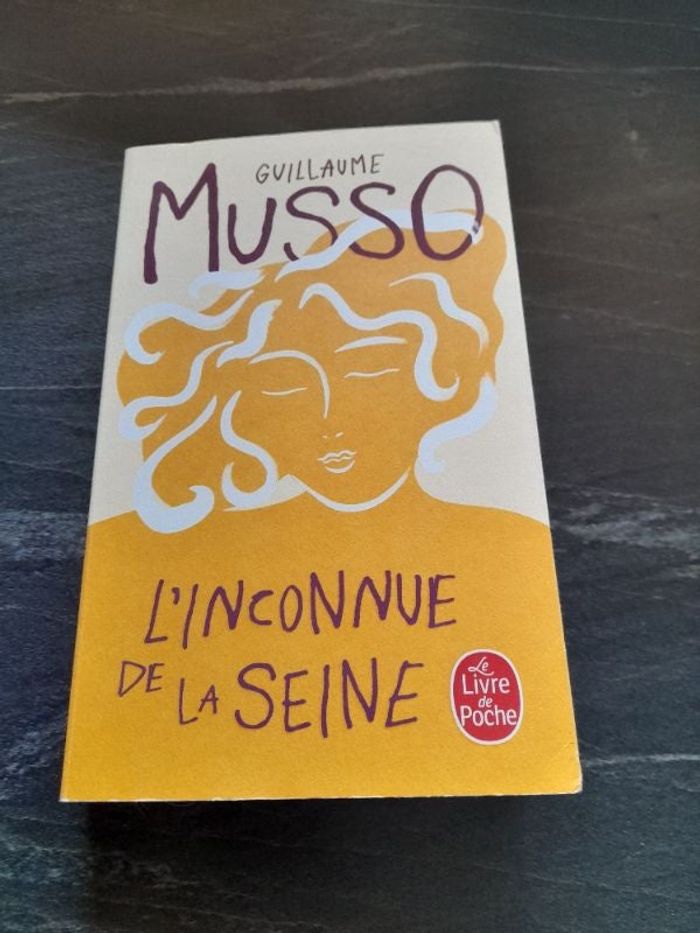 GUILLAUME
MUSSO
L'INCONNUE
DE LA SEINE
Le
Livre
de
Poche